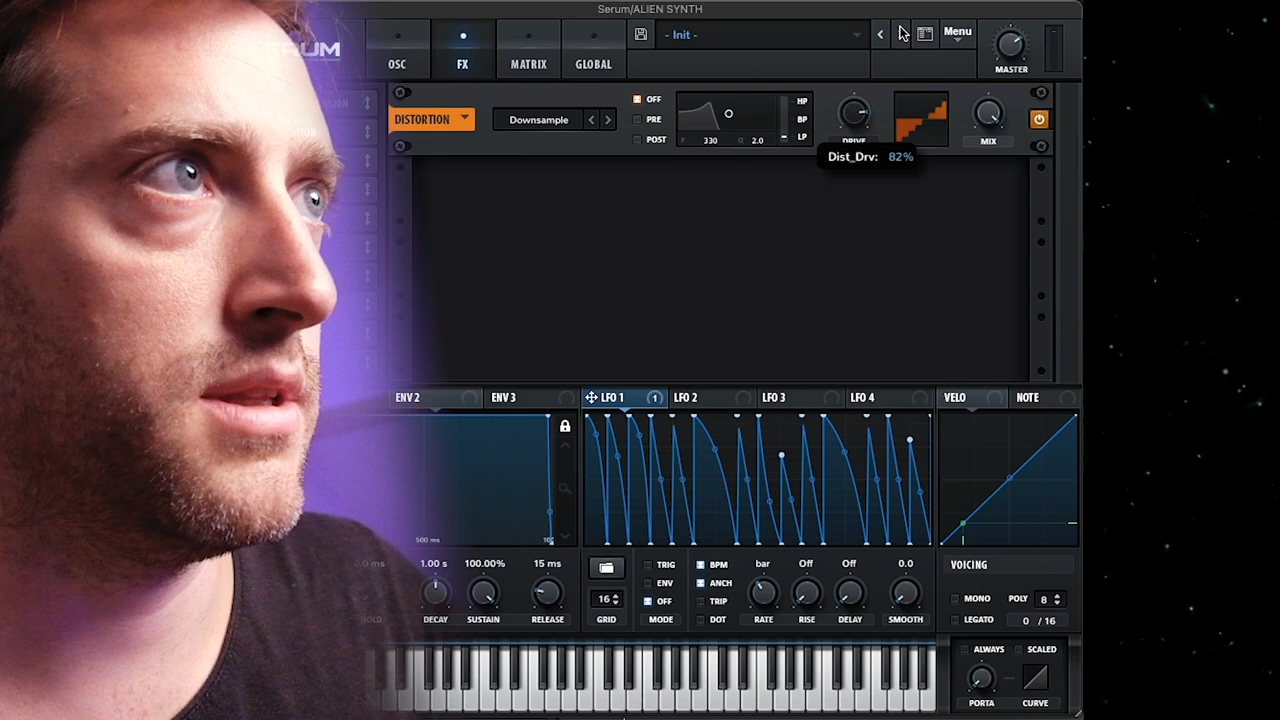 Serum/ALIEN SYNTH
- Init -
Menu
OSC
FX
MATRIX
GLOBAL
MASTER
DISTORTION
Downsample
OFF
PRE
POST
HP
BP
LP
F 330 Q 2.0
DRIVE
MIX
Dist_Drv: 82%
ENV 2
ENV 3
LFO 1
1
LFO 2
LFO 3
LFO 4
VELO
NOTE
500 ms
1.00 s
100.00%
15 ms
DECAY
SUSTAIN
RELEASE
16
GRID
TRIG
ENV
OFF
MODE
BPM
ANCH
TRIP
DOT
bar
Off
Off
0.0
RATE
RISE
DELAY
SMOOTH
VOICING
MONO
POLY
8
LEGATO
0 / 16
ALWAYS
SCALED
PORTA
CURVE